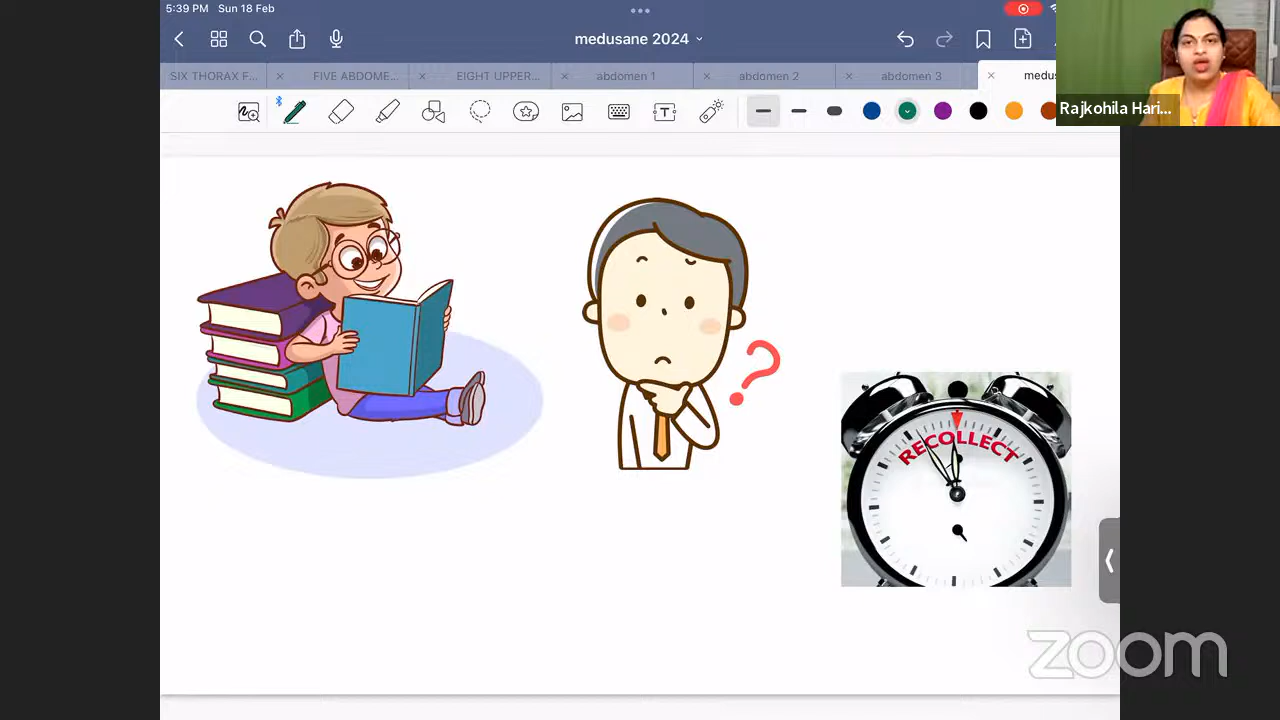 5:39 PM Sun 18 Feb
medusane 2024
SIX THORAX F... FIVE ABDOME... EIGHT UPPER... abdomen 1 abdomen 2 abdomen 3 medus
T
Rajkohila Hari...
?
RECOLLECT
zoom